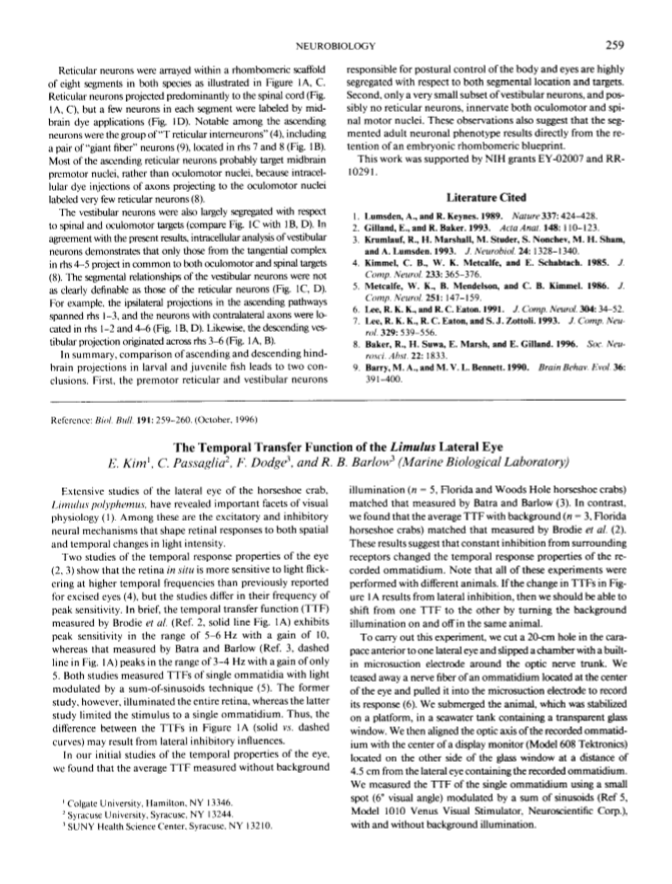 NEUROBIOLOGY
259
Reticular neurons were arrayed within a rhombomeric scaffold
of eight segments in both species as illustrated in Figure 1A, C.
Reticular neurons projected predominantly to the spinal cord (Fig.
1A, C), but a few neurons in each segment were labeled by mid-
brain dye applications (Fig. 1D). Notable among the ascending
neurons were the group of "T reticular interneurons" (4), including
a pair of "giant fiber" neurons (9), located in rhs 7 and 8 (Fig. 1B).
Most of the ascending reticular neurons probably target midbrain
premotor nuclei, rather than oculomotor nuclei, because intracel-
lular dye injections of axons projecting to the oculomotor nuclei
labeled very few reticular neurons (8).
The vestibular neurons were also largely segregated with respect
to spinal and oculomotor targets (compare Fig. 1C with 1B, D). In
agreement with the present results, intracellular analysis of vestibular
neurons demonstrates that only those from the tangential complex
in rhs 4–5 project in common to both oculomotor and spinal targets
(8). The segmental relationships of the vestibular neurons were not
as clearly definable as those of the reticular neurons (Fig. 1C, D).
For example, the ipsilateral projections in the ascending pathways
spanned rhs 1–3, and the neurons with contralateral axons were lo-
cated in rhs 1–2 and 4–6 (Fig. 1B, D). Likewise, the descending ves-
tibular projection originated across rhs 3–6 (Fig. 1A, B).
In summary, comparison of ascending and descending hind-
brain projections in larval and juvenile fish leads to two con-
clusions. First, the premotor reticular and vestibular neurons
responsible for postural control of the body and eyes are highly
segregated with respect to both segmental location and targets.
Second, only a very small subset of vestibular neurons, and pos-
sibly no reticular neurons, innervate both oculomotor and spi-
nal motor nuclei. These observations also suggest that the seg-
mented adult neuronal phenotype results directly from the re-
tention of an embryonic rhombomeric blueprint.
This work was supported by NIH grants EY-02007 and RR-
10291.
Literature Cited
1. Lumsden, A., and R. Keynes. 1989. Nature 337: 424–428.
2. Gilland, E., and R. Baker. 1993. Acta Anat. 148: 110–123.
3. Krumlauf, R., H. Marshall, M. Studer, S. Nonchev, M. H. Sham,
and A. Lumsden. 1993. J. Neurobiol. 24: 1328–1340.
4. Kimmel, C. B., W. K. Metcalfe, and E. Schabtach. 1985. J.
Comp. Neurol. 233: 365–376.
5. Metcalfe, W. K., B. Mendelson, and C. B. Kimmel. 1986. J.
Comp. Neurol. 251: 147–159.
6. Lee, R. K. K., and R. C. Eaton. 1991. J. Comp. Neurol. 304: 34–52.
7. Lee, R. K. K., R. C. Eaton, and S. J. Zottoli. 1993. J. Comp. Neu-
rol. 329: 539–556.
8. Baker, R., H. Suwa, E. Marsh, and E. Gilland. 1996. Soc. Neu-
rosci. Abst. 22: 1833.
9. Barry, M. A., and M. V. L. Bennett. 1990. Brain Behav. Evol. 36:
391–400.
Reference: Biol. Bull. 191: 259–260. (October, 1996)
The Temporal Transfer Function of the Limulus Lateral Eye
E. Kim¹, C. Passaglia², F. Dodge³, and R. B. Barlow³ (Marine Biological Laboratory)
Extensive studies of the lateral eye of the horseshoe crab,
Limulus polyphemus, have revealed important facets of visual
physiology (1). Among these are the excitatory and inhibitory
neural mechanisms that shape retinal responses to both spatial
and temporal changes in light intensity.
Two studies of the temporal response properties of the eye
(2, 3) show that the retina in situ is more sensitive to light flick-
ering at higher temporal frequencies than previously reported
for excised eyes (4), but the studies differ in their frequency of
peak sensitivity. In brief, the temporal transfer function (TTF)
measured by Brodie et al. (Ref. 2, solid line Fig. 1A) exhibits
peak sensitivity in the range of 5–6 Hz with a gain of 10,
whereas that measured by Batra and Barlow (Ref. 3, dashed
line in Fig. 1A) peaks in the range of 3–4 Hz with a gain of only
5. Both studies measured TTFs of single ommatidia with light
modulated by a sum-of-sinusoids technique (5). The former
study, however, illuminated the entire retina, whereas the latter
study limited the stimulus to a single ommatidium. Thus, the
difference between the TTFs in Figure 1A (solid vs. dashed
curves) may result from lateral inhibitory influences.
In our initial studies of the temporal properties of the eye,
we found that the average TTF measured without background
¹ Colgate University, Hamilton, NY 13346.
² Syracuse University, Syracuse, NY 13244.
³ SUNY Health Science Center, Syracuse, NY 13210.
illumination (n = 5, Florida and Woods Hole horseshoe crabs)
matched that measured by Batra and Barlow (3). In contrast,
we found that the average TTF with background (n = 3, Florida
horseshoe crabs) matched that measured by Brodie et al. (2).
These results suggest that constant inhibition from surrounding
receptors changed the temporal response properties of the re-
corded ommatidium. Note that all of these experiments were
performed with different animals. If the change in TTFs in Fig-
ure 1A results from lateral inhibition, then we should be able to
shift from one TTF to the other by turning the background
illumination on and off in the same animal.
To carry out this experiment, we cut a 20-cm hole in the cara-
pace anterior to one lateral eye and slipped a chamber with a built-
in microsuction electrode around the optic nerve trunk. We
teased away a nerve fiber of an ommatidium located at the center
of the eye and pulled it into the microsuction electrode to record
its response (6). We submerged the animal, which was stabilized
on a platform, in a seawater tank containing a transparent glass
window. We then aligned the optic axis of the recorded ommatid-
ium with the center of a display monitor (Model 608 Tektronics)
located on the other side of the glass window at a distance of
4.5 cm from the lateral eye containing the recorded ommatidium.
We measured the TTF of the single ommatidium using a small
spot (6° visual angle) modulated by a sum of sinusoids (Ref 5,
Model 1010 Venus Visual Stimulator, Neuroscientific Corp.),
with and without background illumination.